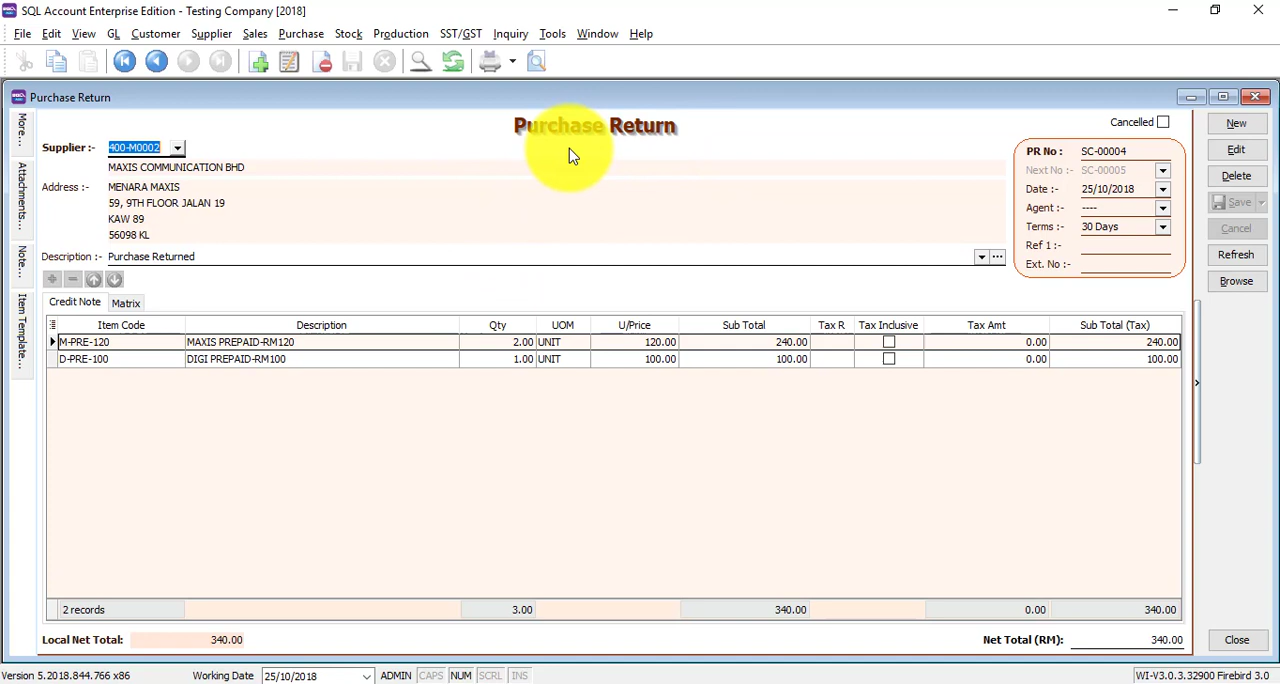 SQL Account Enterprise Edition - Testing Company [2018]
File Edit View GL Customer Supplier Sales Purchase Stock Production SST/GST Inquiry Tools Window Help
Purchase Return
Purchase Return
Cancelled
New
Supplier :- 400-M0002
PR No : SC-00004
Edit
MAXIS COMMUNICATION BHD
Next No :- SC-00005
Delete
Address :- MENARA MAXIS
Date :- 25/10/2018
59, 9TH FLOOR JALAN 19
Agent :- ----
Save
KAW 89
Terms :- 30 Days
Cancel
56098 KL
Ref 1 :-
Description :- Purchase Returned
Ext. No :-
Refresh
Browse
More...
Attachments...
Note...
Item Template...
Credit Note Matrix
Item Code Description Qty UOM U/Price Sub Total Tax R Tax Inclusive Tax Amt Sub Total (Tax)
M-PRE-120 MAXIS PREPAID-RM120 2.00 UNIT 120.00 240.00 0.00 240.00
D-PRE-100 DIGI PREPAID-RM100 1.00 UNIT 100.00 100.00 0.00 100.00
2 records 3.00 340.00 0.00 340.00
Local Net Total: 340.00 Net Total (RM): 340.00 Close
Version 5.2018.844.766 x86 Working Date 25/10/2018 ADMIN CAPS NUM SCRL INS WI-V3.0.3.32900 Firebird 3.0